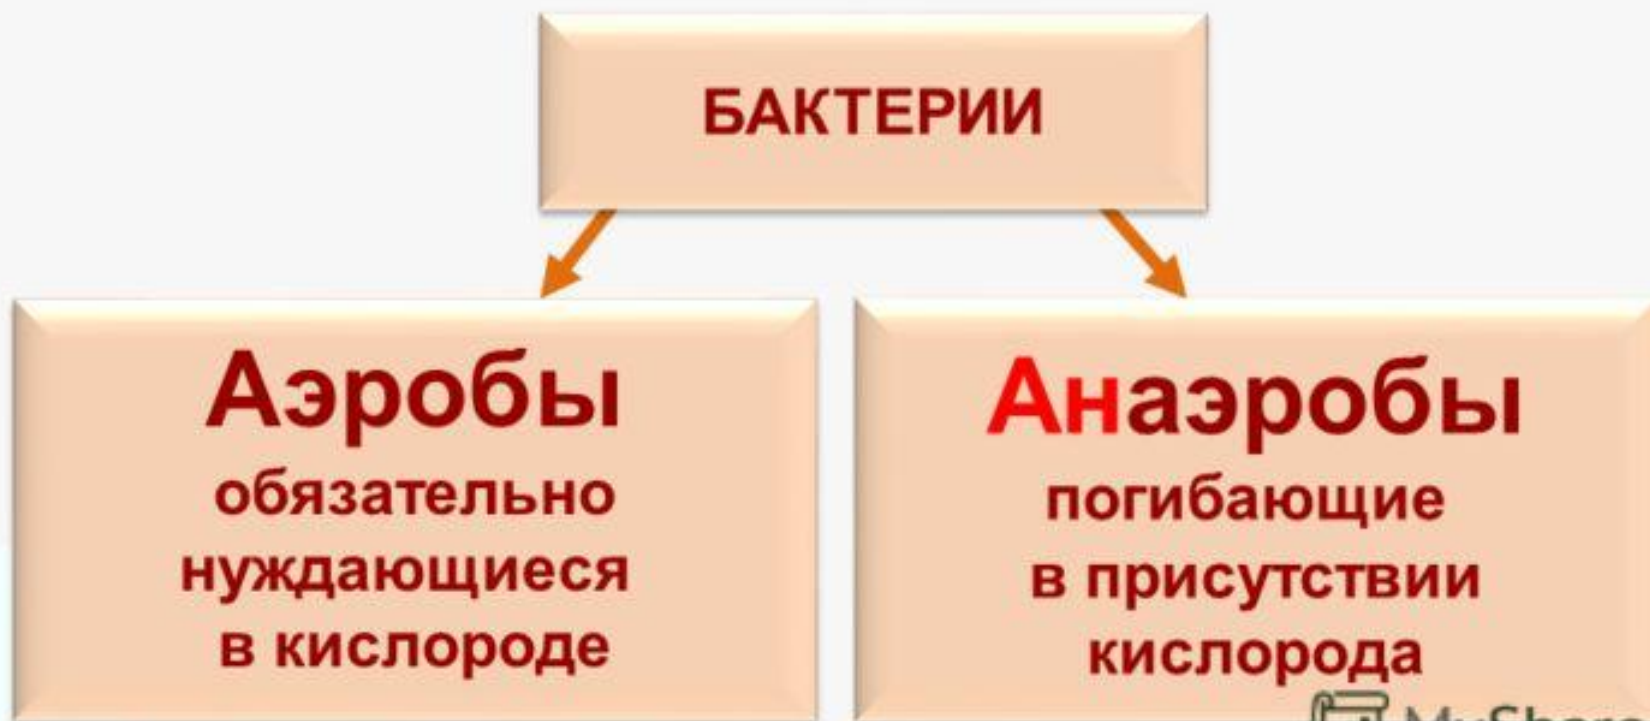 БАКТЕРИИ
Аэробы
обязательно
нуждающиеся
в кислороде
Анаэробы
погибающие
в присутствии
кислорода